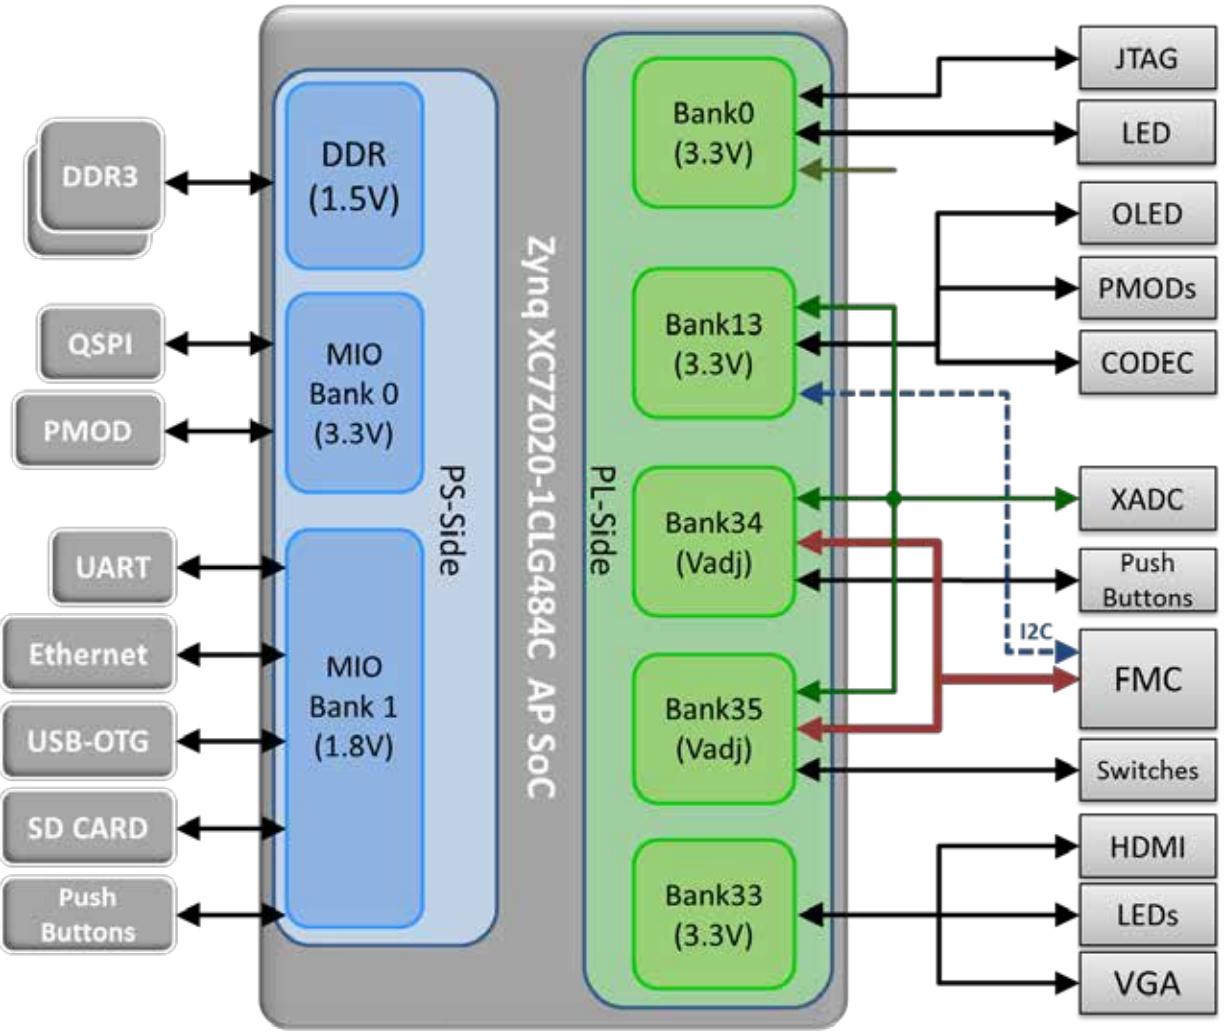 DDR3
QSPI
PMOD
UART
Ethernet
USB-OTG
SD CARD
Push
Buttons
DDR
(1.5V)
MIO
Bank 0
(3.3V)
MIO
Bank 1
(1.8V)
PS-Side
Zynq XC7Z020-1CLG484C AP SoC
PL-Side
Bank0
(3.3V)
Bank13
(3.3V)
Bank34
(Vadj)
Bank35
(Vadj)
Bank33
(3.3V)
JTAG
LED
OLED
PMODs
CODEC
XADC
Push
Buttons
I2C
FMC
Switches
HDMI
LEDs
VGA